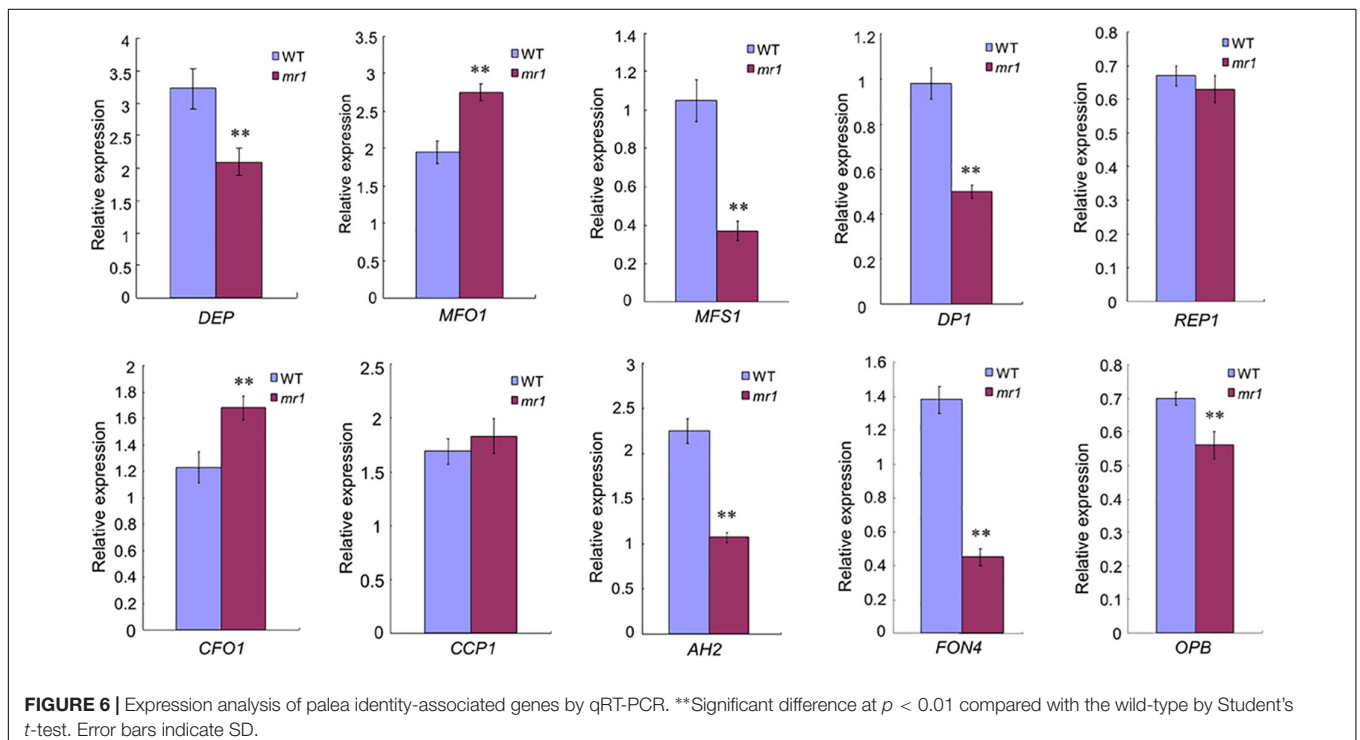 4
3.5
3
2.5
2
1.5
1
0.5
0
Relative expression
WT
mr1
**
DEP
3.5
3
2.5
2
1.5
1
0.5
0
Relative expression
WT
mr1
**
MFO1
1.4
1.2
1
0.8
0.6
0.4
0.2
0
Relative expression
WT
mr1
**
MFS1
1.2
1
0.8
0.6
0.4
0.2
0
Relative expression
WT
mr1
**
DP1
0.8
0.7
0.6
0.5
0.4
0.3
0.2
0.1
0
Relative expression
WT
mr1
REP1
2
1.8
1.6
1.4
1.2
1
0.8
0.6
0.4
0.2
0
Relative expression
WT
mr1
**
CFO1
2.5
2
1.5
1
0.5
0
Relative expression
WT
mr1
CCP1
3
2.5
2
1.5
1
0.5
0
Relative expression
WT
mr1
**
AH2
1.6
1.4
1.2
1
0.8
0.6
0.4
0.2
0
Relative expression
WT
mr1
**
FON4
0.8
0.7
0.6
0.5
0.4
0.3
0.2
0.1
0
Relative expression
WT
mr1
**
OPB
FIGURE 6 | Expression analysis of palea identity-associated genes by qRT-PCR. **Significant difference at p < 0.01 compared with the wild-type by Student's
t-test. Error bars indicate SD.